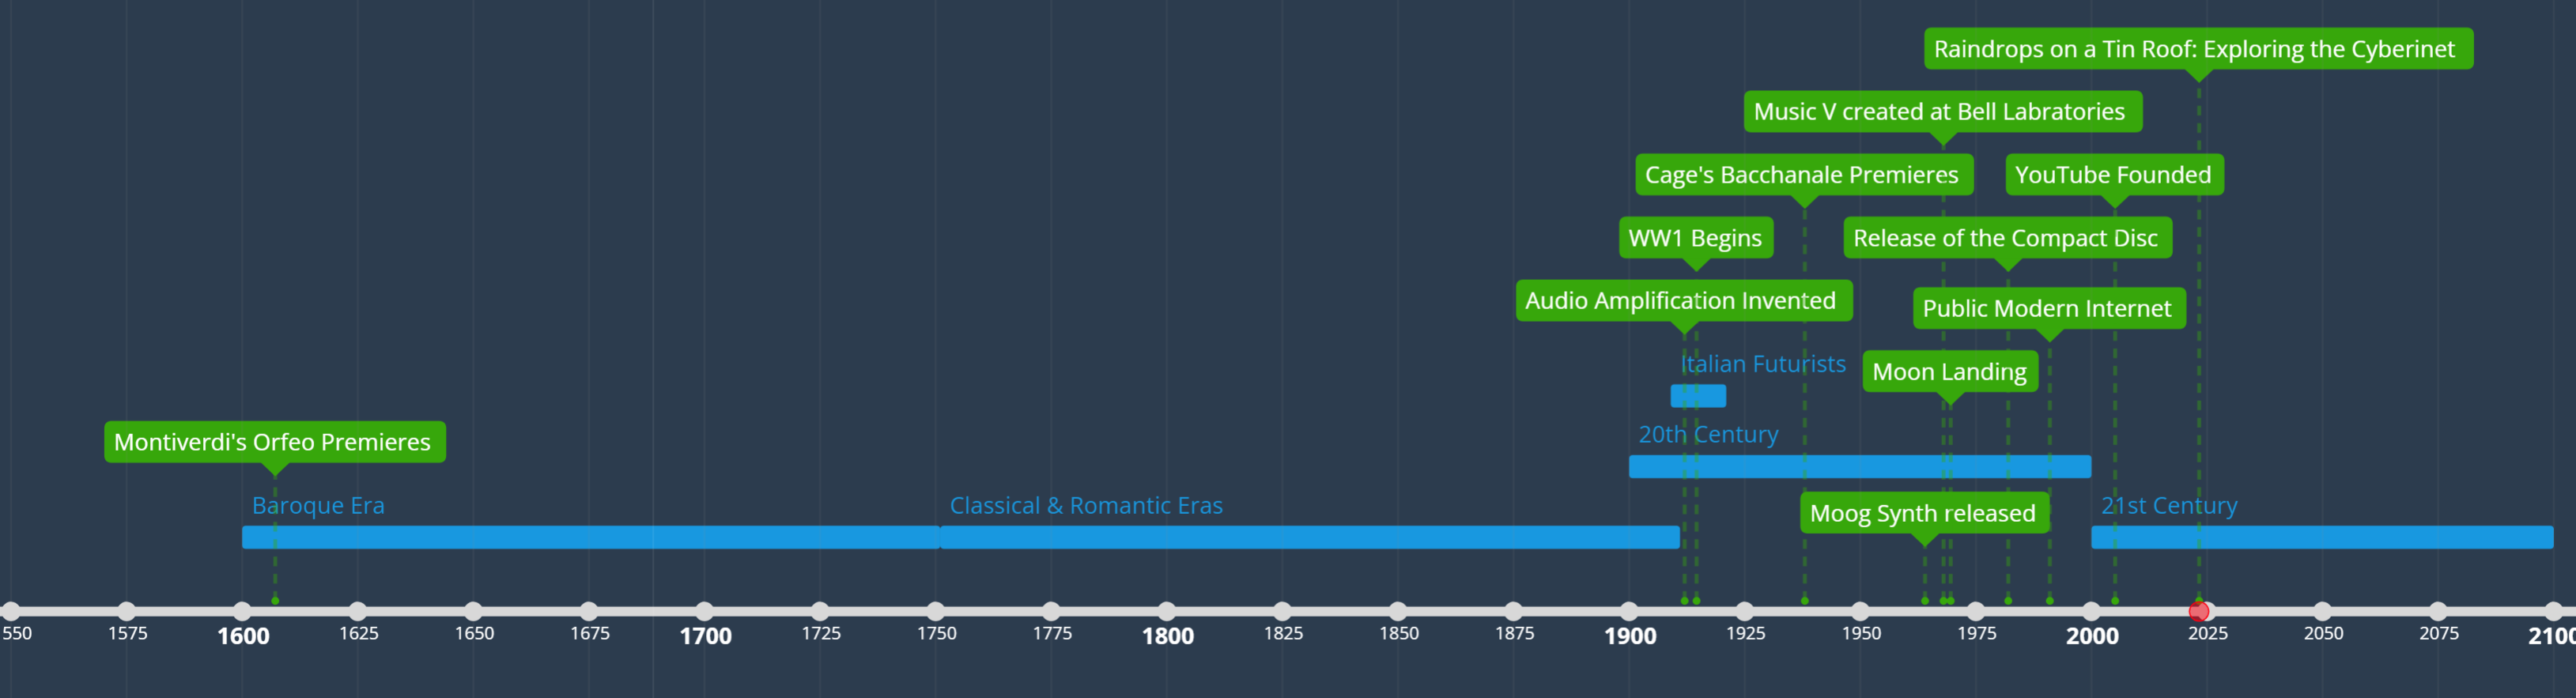 Raindrops on a Tin Roof: Exploring the Cyberinet
Music V created at Bell Labratories
Cage's Bacchanale Premieres
YouTube Founded
WW1 Begins
Release of the Compact Disc
Audio Amplification Invented
Public Modern Internet
Italian Futurists
Moon Landing
Montiverdi's Orfeo Premieres
20th Century
Baroque Era
Classical & Romantic Eras
Moog Synth released
21st Century
550 1575 1600 1625 1650 1675 1700 1725 1750 1775 1800 1825 1850 1875 1900 1925 1950 1975 2000 2025 2050 2075 2100